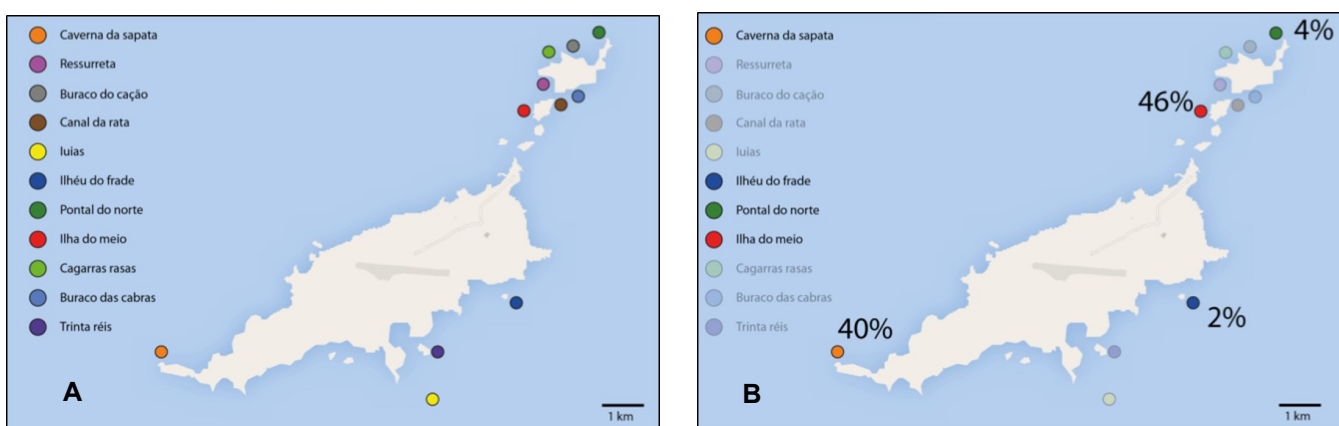 Caverna da sapata
Ressurreta
Buraco do cação
Canal da rata
Iuias
Ilhéu do frade
Pontal do norte
Ilha do meio
Cagarras rasas
Buraco das cabras
Trinta réis
A
1 km
Caverna da sapata
Ressurreta
Buraco do cação
Canal da rata
Iuias
Ilhéu do frade
Pontal do norte
Ilha do meio
Cagarras rasas
Buraco das cabras
Trinta réis
4%
46%
2%
40%
B
1 km